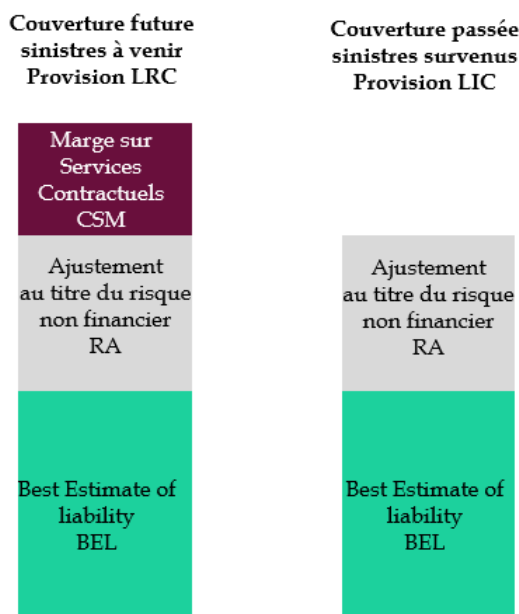 Couverture future
sinistres à venir
Provision LRC
Couverture passée
sinistres survenus
Provision LIC
Marge sur
Services
Contractuels
CSM
Ajustement
au titre du risque
non financier
RA
Ajustement
au titre du risque
non financier
RA
Best Estimate of
liability
BEL
Best Estimate of
liability
BEL